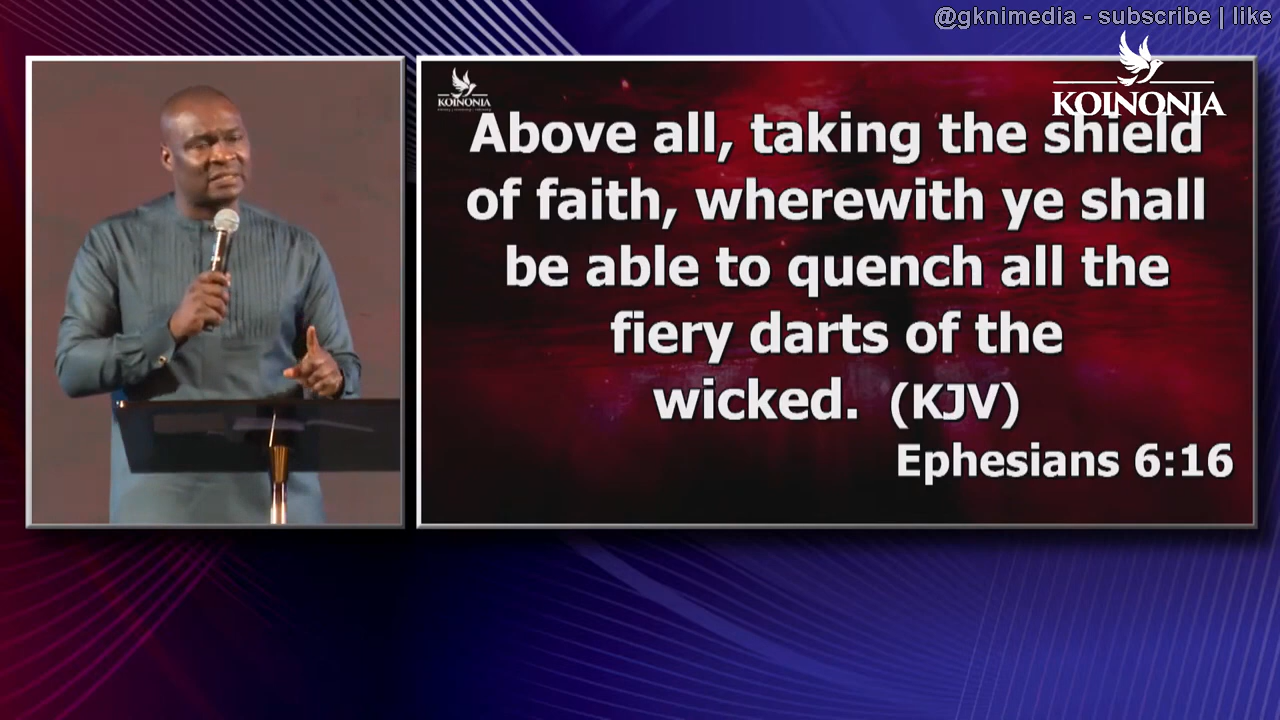 @gknimedia - subscribe | like
KOINONIA
KOINONIA
Above all, taking the shield
of faith, wherewith ye shall
be able to quench all the
fiery darts of the
wicked. (KJV)
Ephesians 6:16